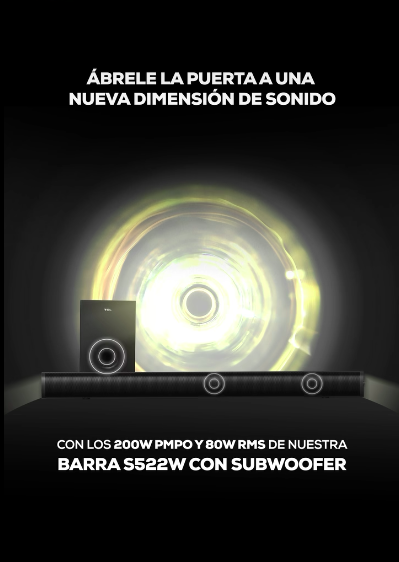 ÁBRELE LA PUERTA A UNA
NUEVA DIMENSIÓN DE SONIDO
TCL
CON LOS 200W PMPO Y 80W RMS DE NUESTRA
BARRA S522W CON SUBWOOFER